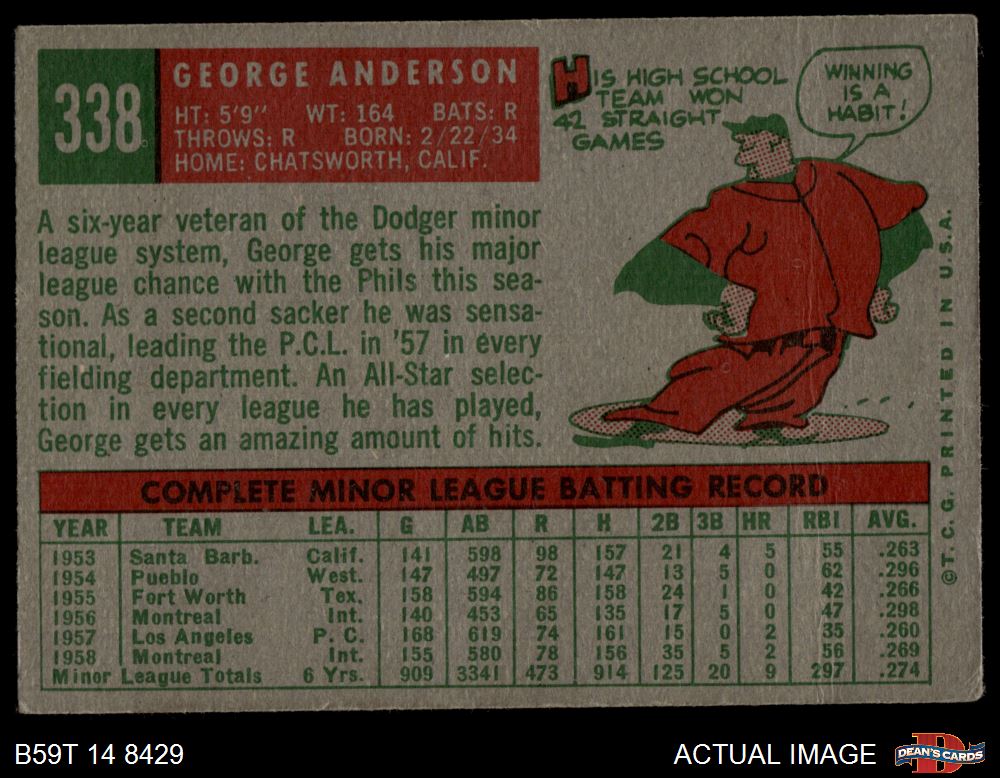 338
GEORGE ANDERSON
HT: 5'9" WT: 164 BATS: R
THROWS: R BORN: 2/22/34
HOME: CHATSWORTH, CALIF.
HIS HIGH SCHOOL
TEAM WON
42 STRAIGHT
GAMES
WINNING
IS A
HABIT!
A six-year veteran of the Dodger minor
league system, George gets his major
league chance with the Phils this sea-
son. As a second sacker he was sensa-
tional, leading the P.C.L. in '57 in every
fielding department. An All-Star selec-
tion in every league he has played,
George gets an amazing amount of hits.
COMPLETE MINOR LEAGUE BATTING RECORD
YEAR TEAM LEA. G AB R H 2B 3B HR RBI AVG.
1953 Santa Barb. Calif. 141 598 98 157 21 4 5 55 .263
1954 Pueblo West. 147 497 72 147 13 5 0 62 .296
1955 Fort Worth Tex. 158 594 86 158 24 1 0 42 .266
1956 Montreal Int. 140 453 65 135 17 5 0 47 .298
1957 Los Angeles P. C. 168 619 74 161 15 0 2 35 .260
1958 Montreal Int. 155 580 78 156 35 5 2 56 .269
Minor League Totals 6 Yrs. 909 3341 473 914 125 20 9 297 .274
©T. C. G. PRINTED IN U.S.A.
B59T 14 8429
ACTUAL IMAGE
DEAN'S CARDS